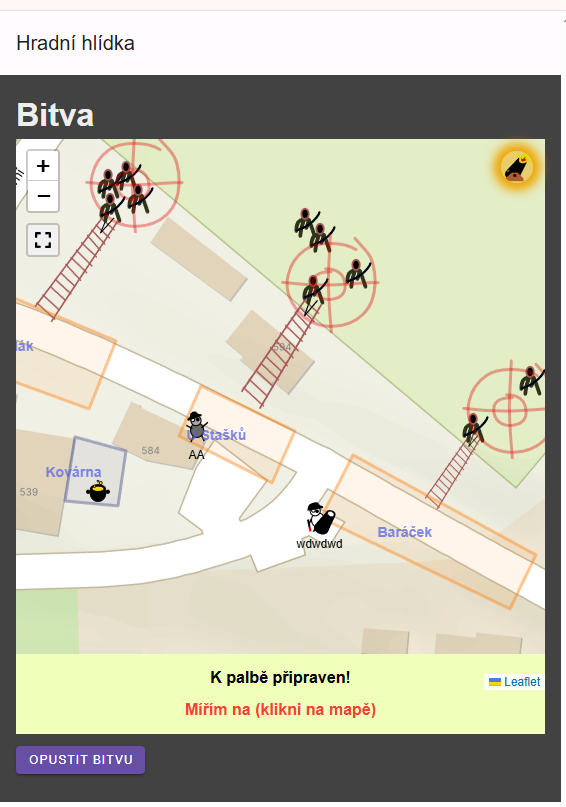 Hradní hlídka
Bitva
+
−
594
lák
U Stašků
AA
584
Kovárna
539
wdwdwd
Baráček
K palbě připraven!
Leaflet
Mířím na (klikni na mapě)
OPUSTIT BITVU